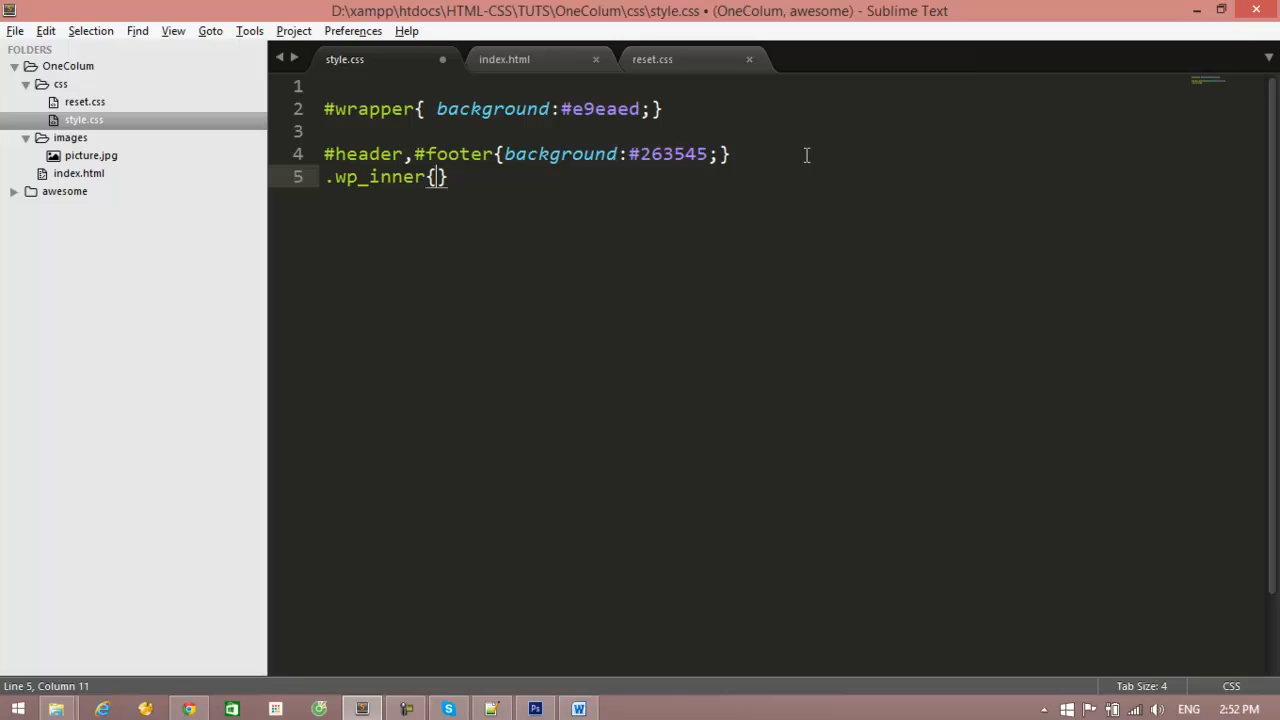 D:\xampp\htdocs\HTML-CSS\TUTS\OneColum\css\style.css • (OneColum, awesome) - Sublime Text
File Edit Selection Find View Goto Tools Project Preferences Help
FOLDERS
OneColum
css
reset.css
style.css
images
picture.jpg
index.html
awesome
style.css index.html reset.css
1
2 #wrapper{ background:#e9eaed;}
3
4 #header,#footer{background:#263545;}
5 .wp_inner{}
Line 5, Column 11 Tab Size: 4 CSS
ENG 2:52 PM